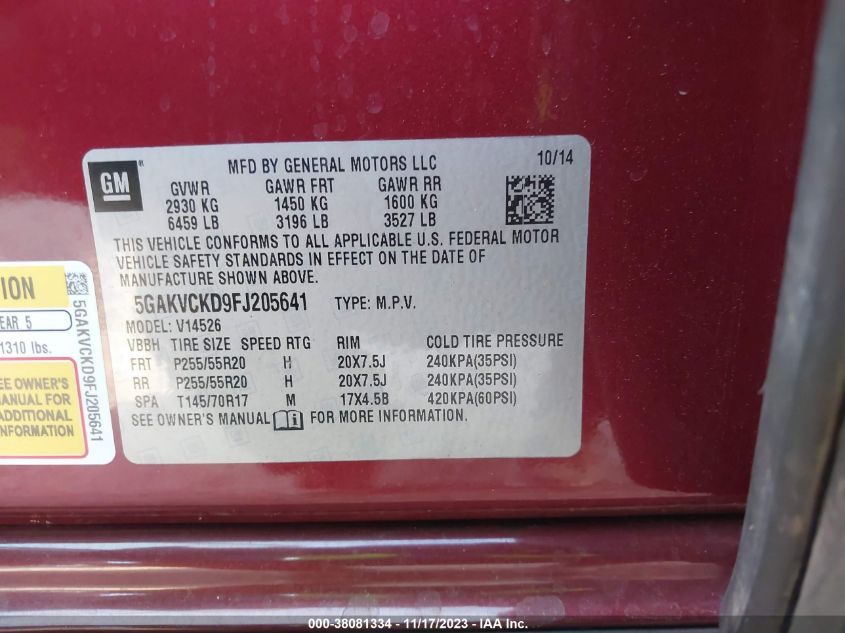 GM
MFD BY GENERAL MOTORS LLC
10/14
GVWR GAWR FRT GAWR RR
2930 KG 1450 KG 1600 KG
6459 LB 3196 LB 3527 LB
THIS VEHICLE CONFORMS TO ALL APPLICABLE U.S. FEDERAL MOTOR
VEHICLE SAFETY STANDARDS IN EFFECT ON THE DATE OF
MANUFACTURE SHOWN ABOVE.
5GAKVCKD9FJ205641 TYPE: M.P.V.
MODEL: V14526
VBBH TIRE SIZE SPEED RTG RIM COLD TIRE PRESSURE
FRT P255/55R20 H 20X7.5J 240KPA(35PSI)
RR P255/55R20 H 20X7.5J 240KPA(35PSI)
SPA T145/70R17 M 17X4.5B 420KPA(60PSI)
SEE OWNER'S MANUAL FOR MORE INFORMATION.
ION
EAR 5
1310 lbs.
EE OWNER'S
MANUAL FOR
ADDITIONAL
NFORMATION
5GAKVCKD9FJ205641
000-38081334 - 11/17/2023 - IAA Inc.